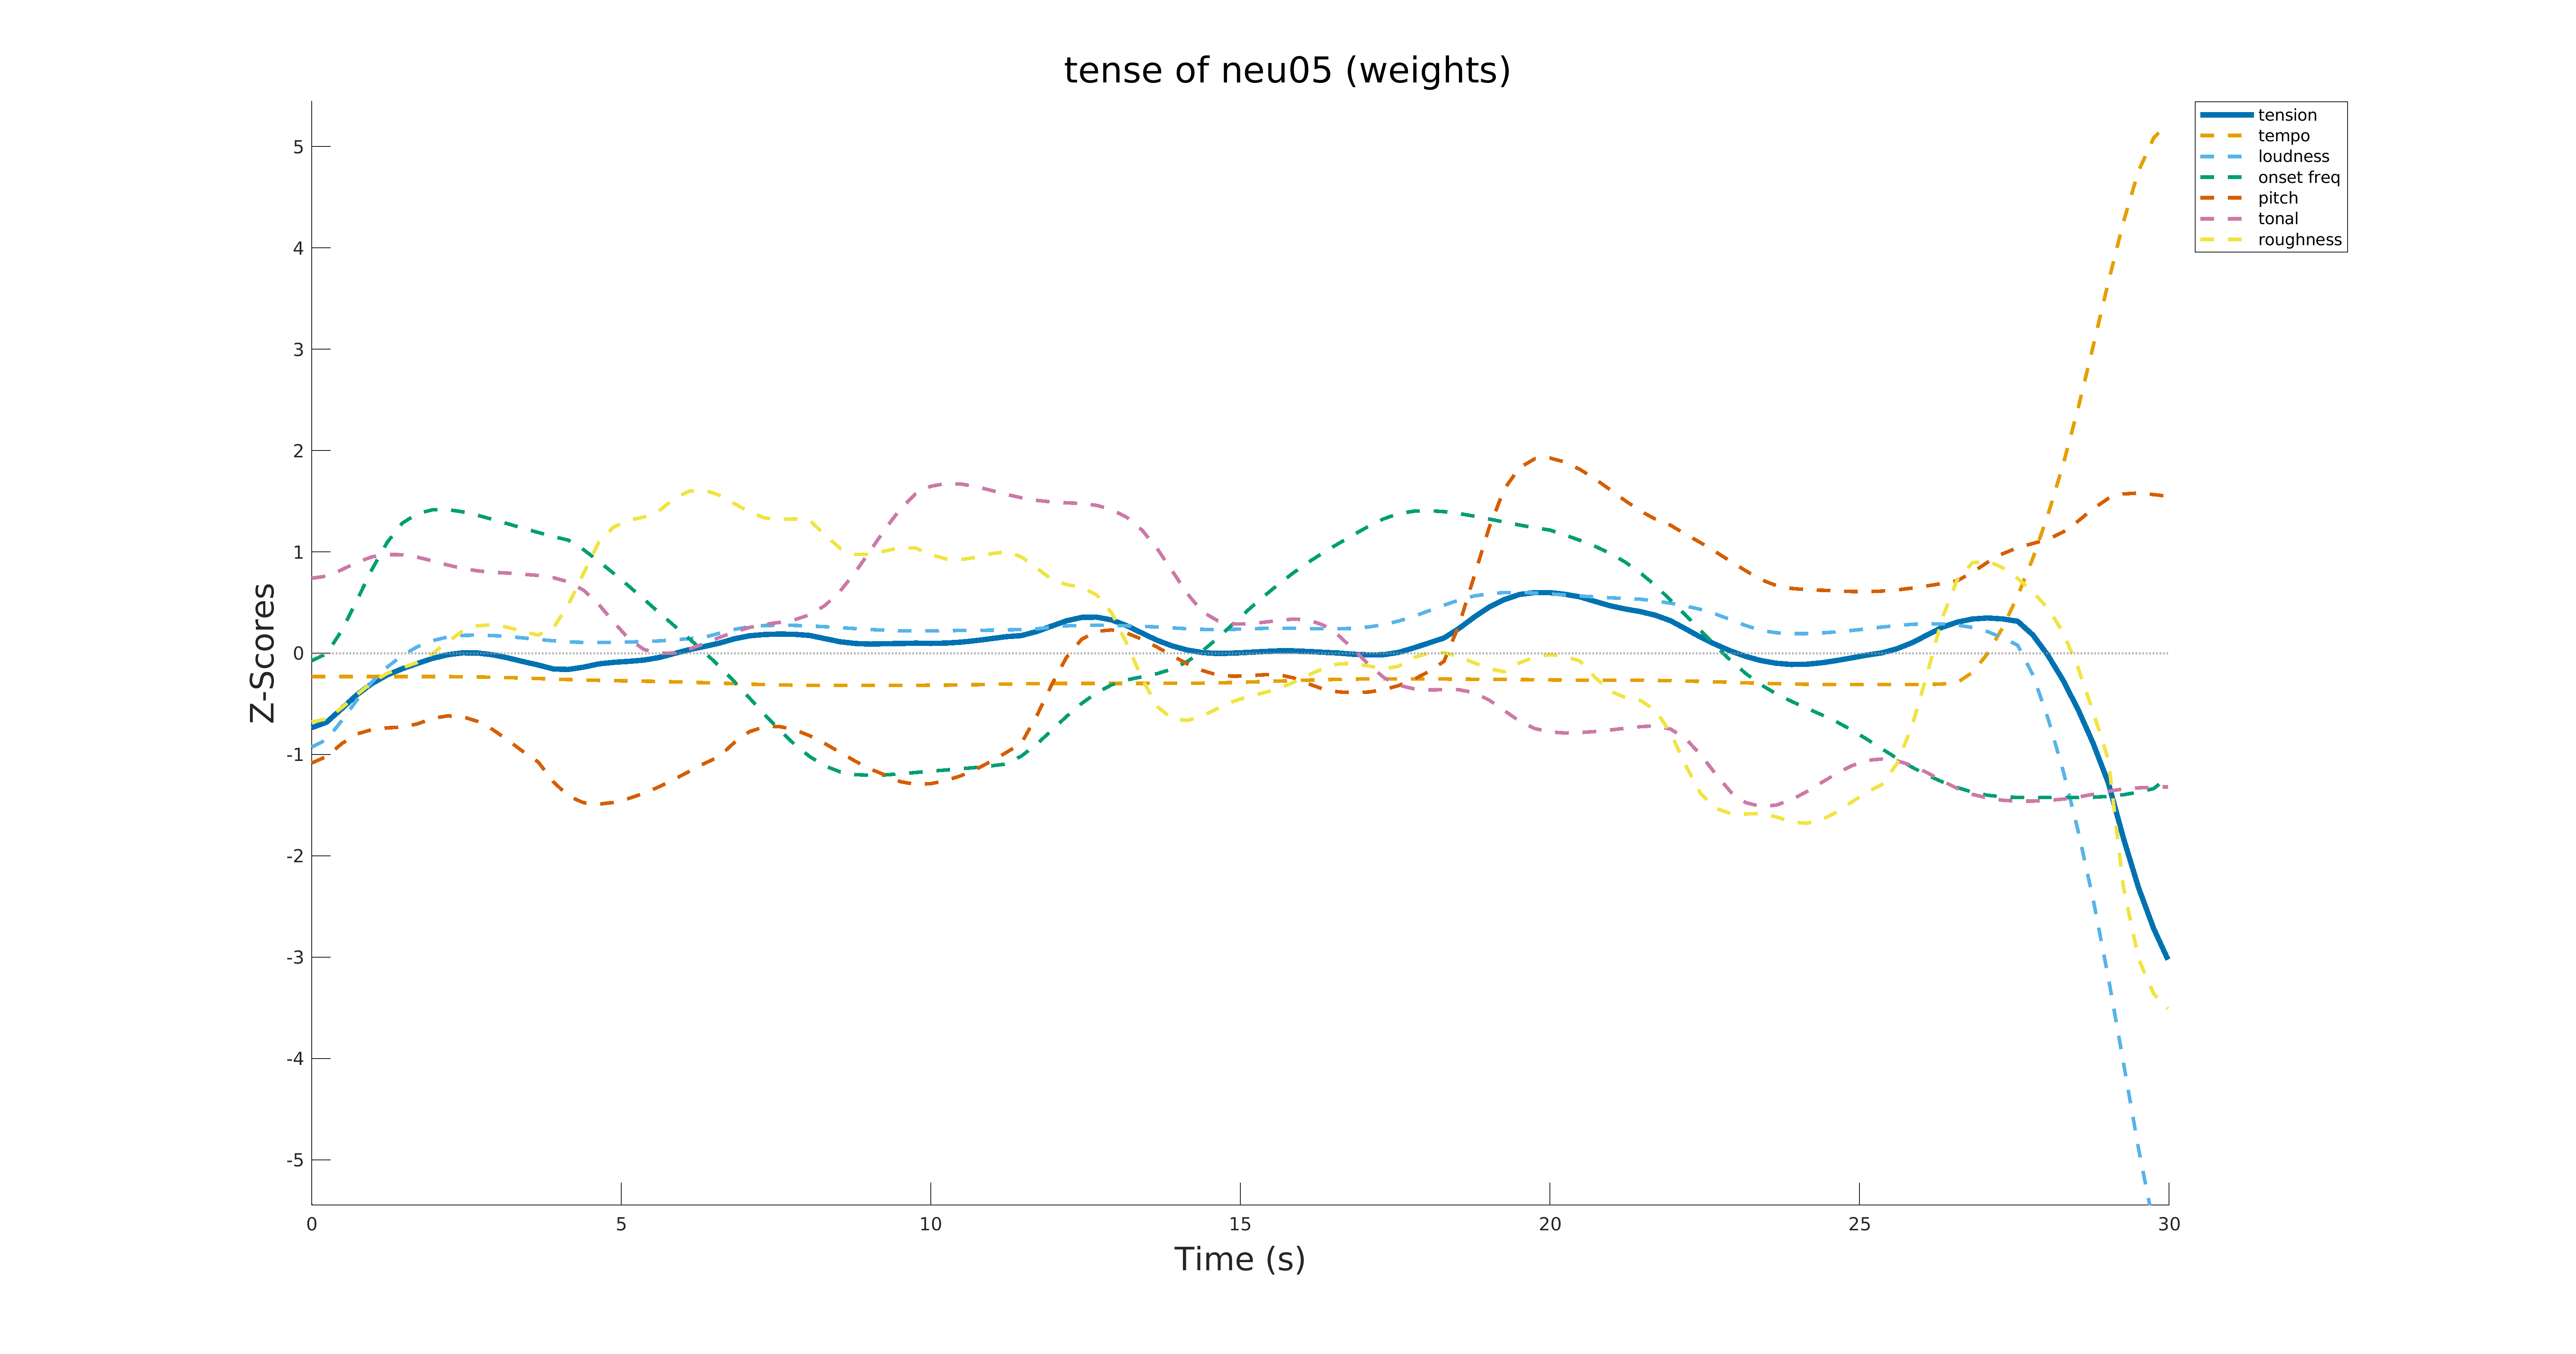 tense of neu05 (weights)
tension
tempo
loudness
onset freq
pitch
tonal
roughness
Z-Scores
5
4
3
2
1
0
-1
-2
-3
-4
-5
0 5 10 15 20 25 30
Time (s)